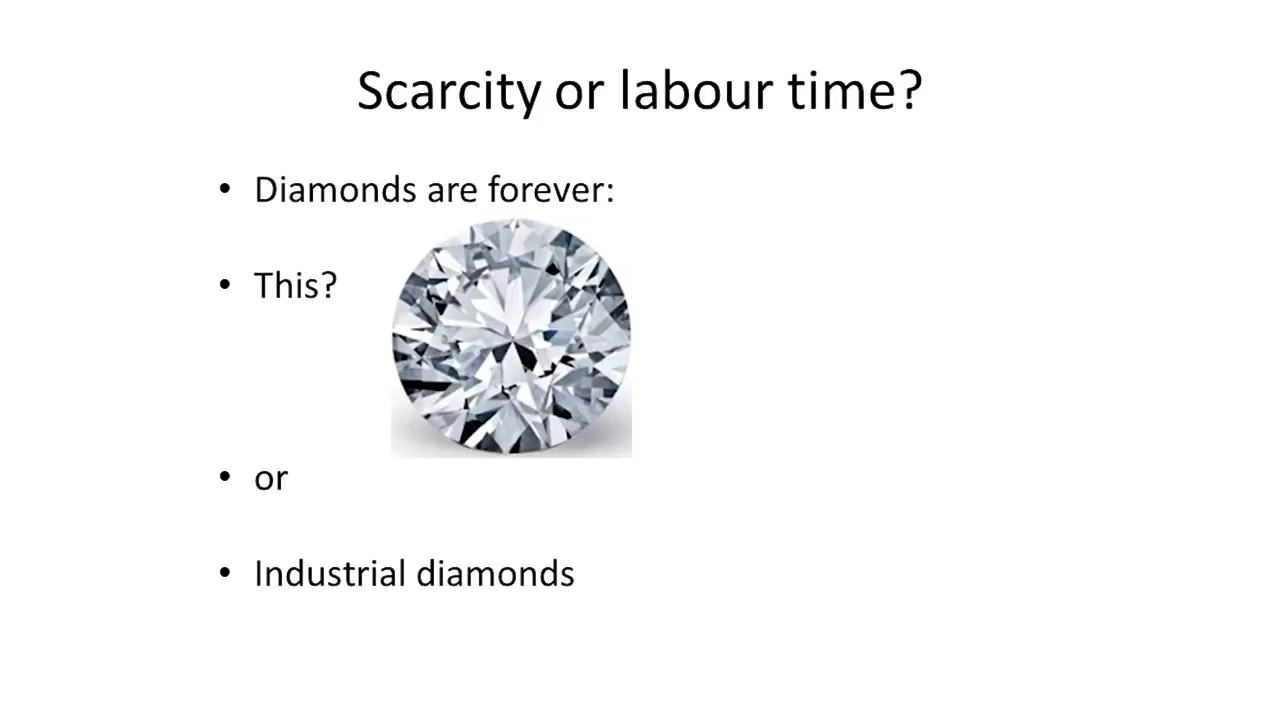 Scarcity or labour time?
• Diamonds are forever:
• This?
• or
• Industrial diamonds